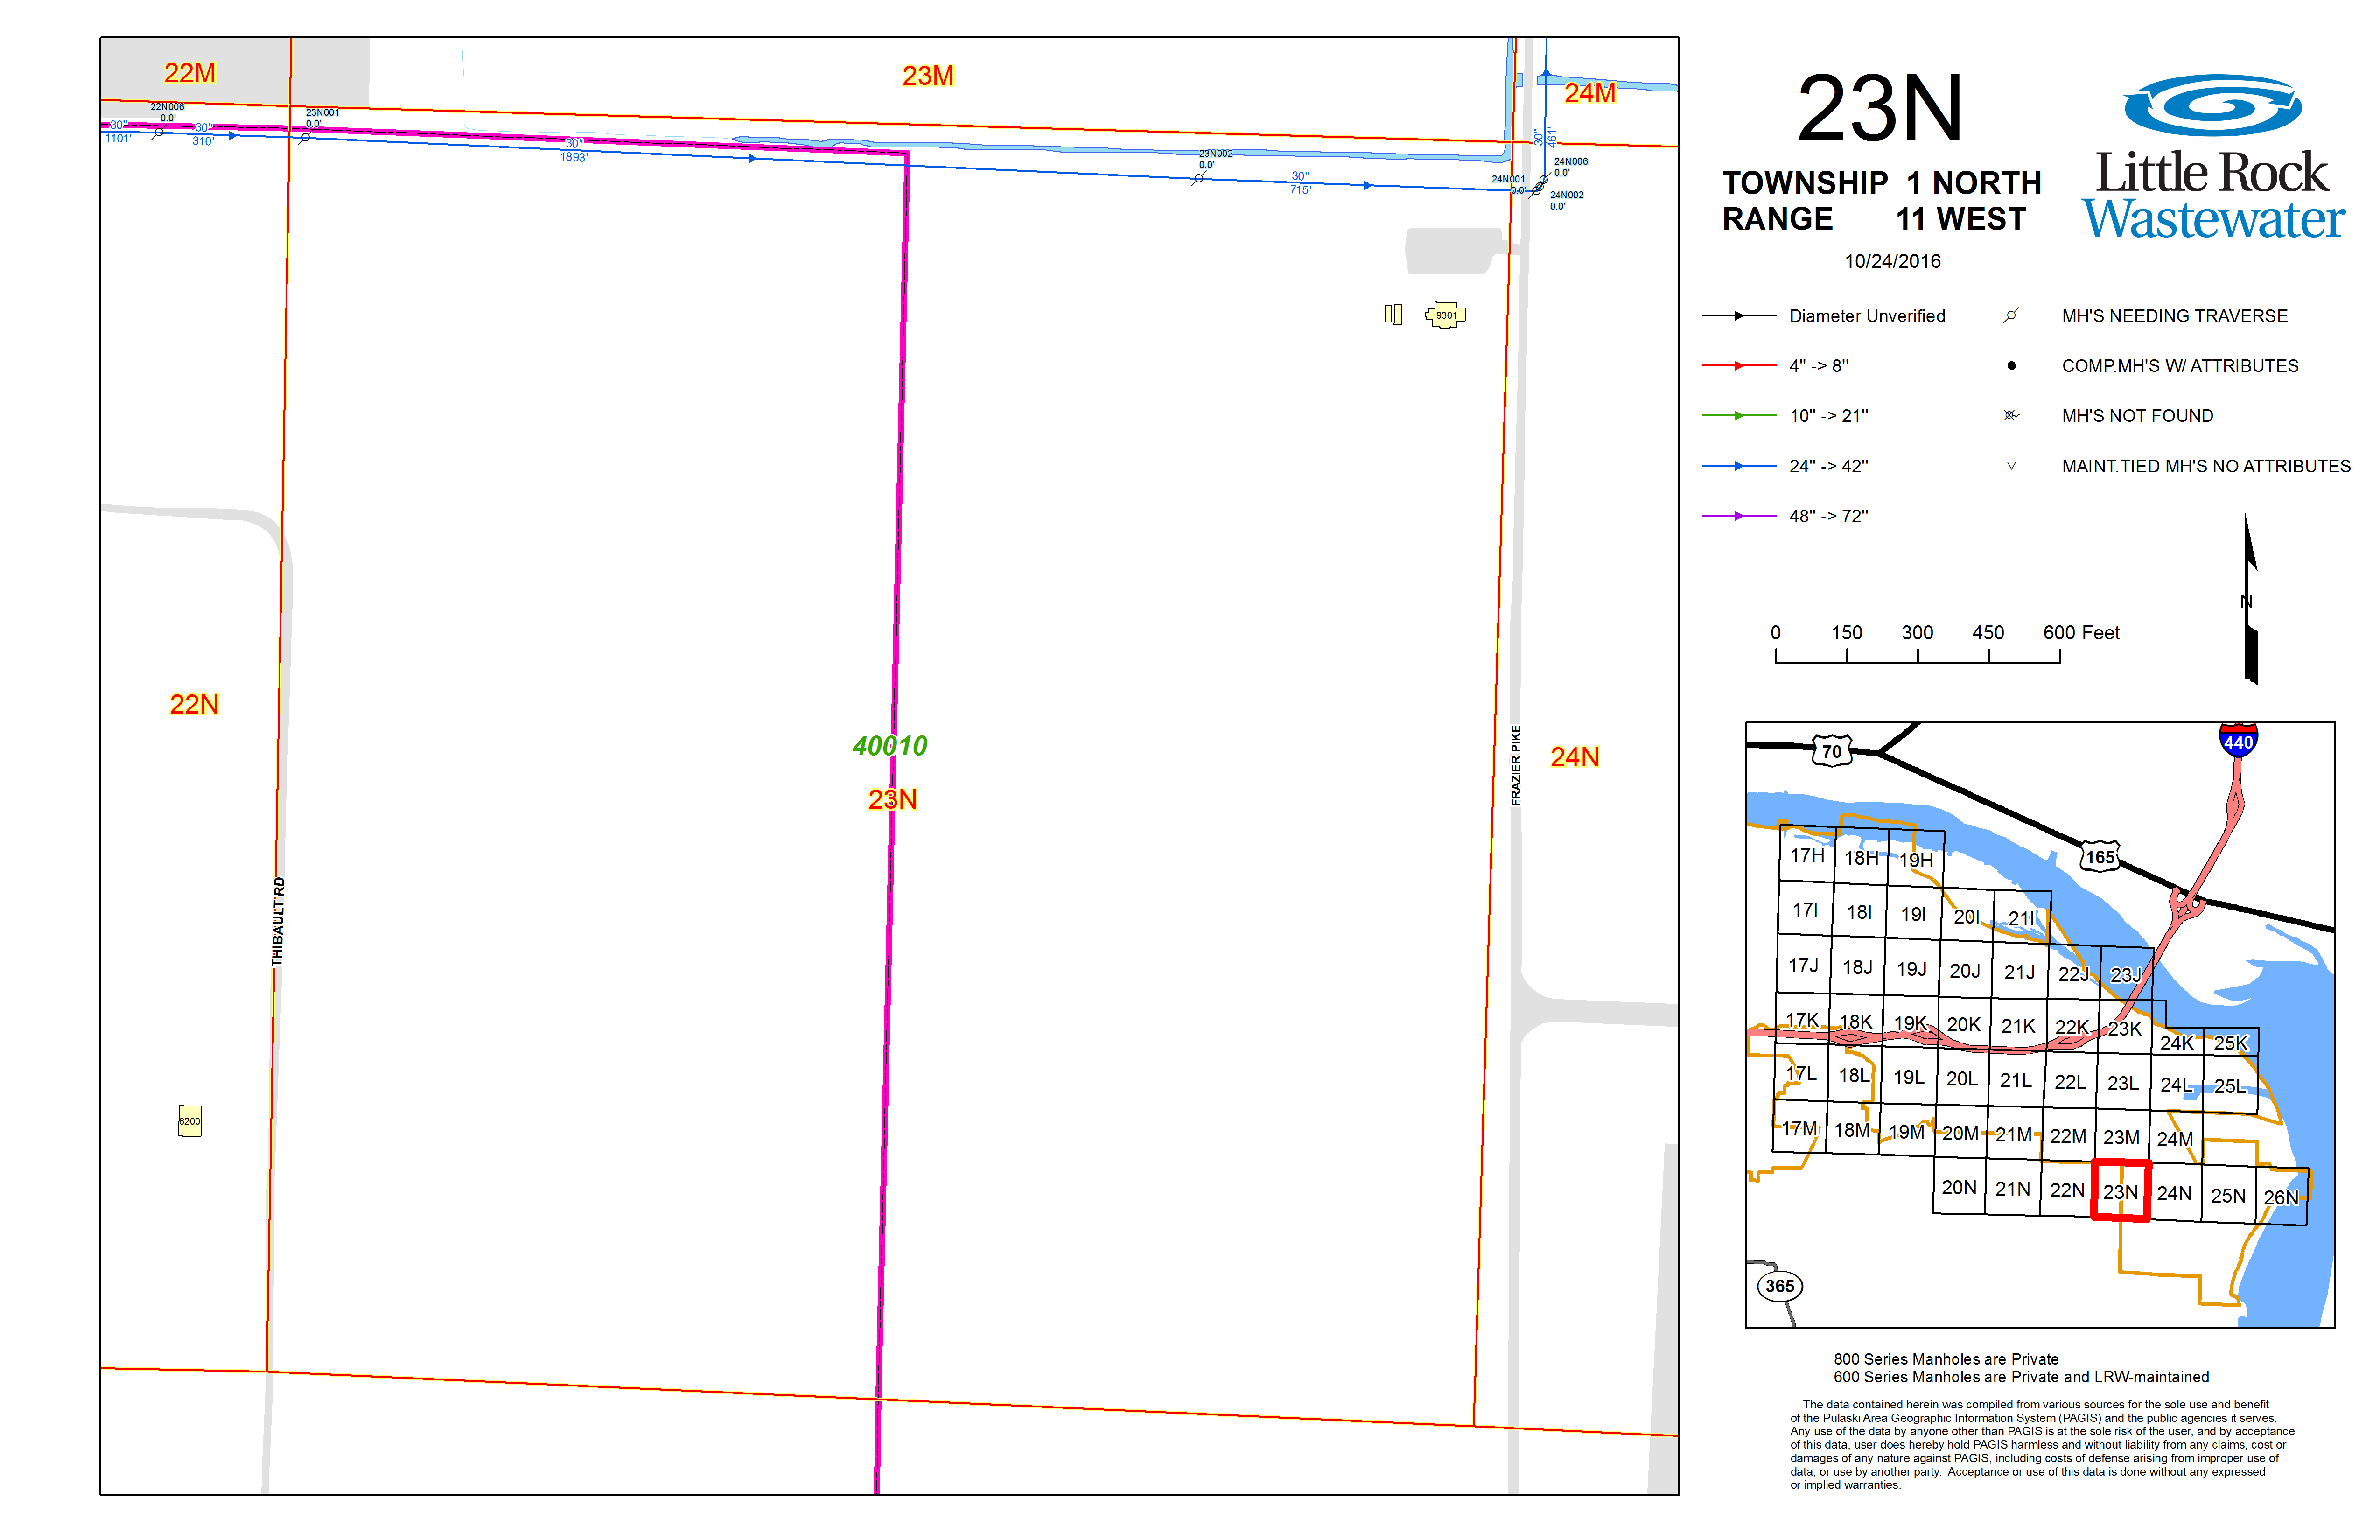 22M
23M
24M
22N006
0.0'
23N001
0.0'
30"
1101'
30"
310'
30"
1893'
23N002
0.0'
30"
715'
30"
461'
24N001
0.0'
24N006
0.0'
24N002
0.0'
9301
22N
40010
23N
24N
FRAZIER PIKE
THIBAULT RD
6200
23N
TOWNSHIP 1 NORTH
RANGE 11 WEST
10/24/2016
Little Rock
Wastewater
Diameter Unverified
4" -> 8"
10" -> 21"
24" -> 42"
48" -> 72"
MH'S NEEDING TRAVERSE
COMP.MH'S W/ ATTRIBUTES
MH'S NOT FOUND
MAINT.TIED MH'S NO ATTRIBUTES
N
0 150 300 450 600 Feet
440
70
165
17H 18H 19H
17I 18I 19I 20I 21I
17J 18J 19J 20J 21J 22J 23J
17K 18K 19K 20K 21K 22K 23K 24K 25K
17L 18L 19L 20L 21L 22L 23L 24L 25L
17M 18M 19M 20M 21M 22M 23M 24M
20N 21N 22N 23N 24N 25N 26N
365
800 Series Manholes are Private
600 Series Manholes are Private and LRW-maintained
The data contained herein was compiled from various sources for the sole use and benefit
of the Pulaski Area Geographic Information System (PAGIS) and the public agencies it serves.
Any use of the data by anyone other than PAGIS is at the sole risk of the user, and by acceptance
of this data, user does hereby hold PAGIS harmless and without liability from any claims, cost or
damages of any nature against PAGIS, including costs of defense arising from improper use of
data, or use by another party. Acceptance or use of this data is done without any expressed
or implied warranties.